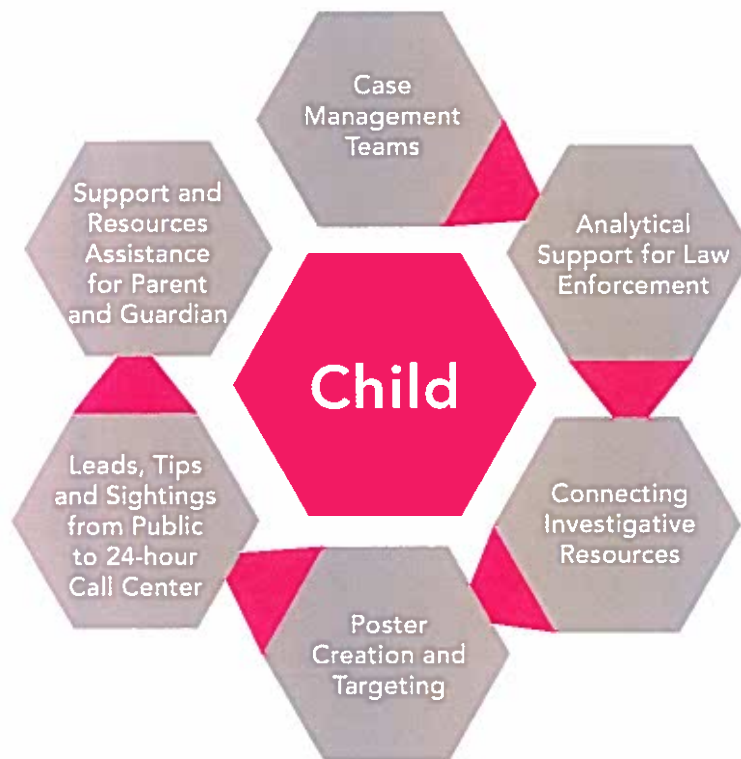 Case
Management
Teams
Analytical
Support for Law
Enforcement
Connecting
Investigative
Resources
Poster
Creation and
Targeting
Leads, Tips
and Sightings
from Public
to 24-hour
Call Center
Support and
Resources
Assistance
for Parent
and Guardian
Child